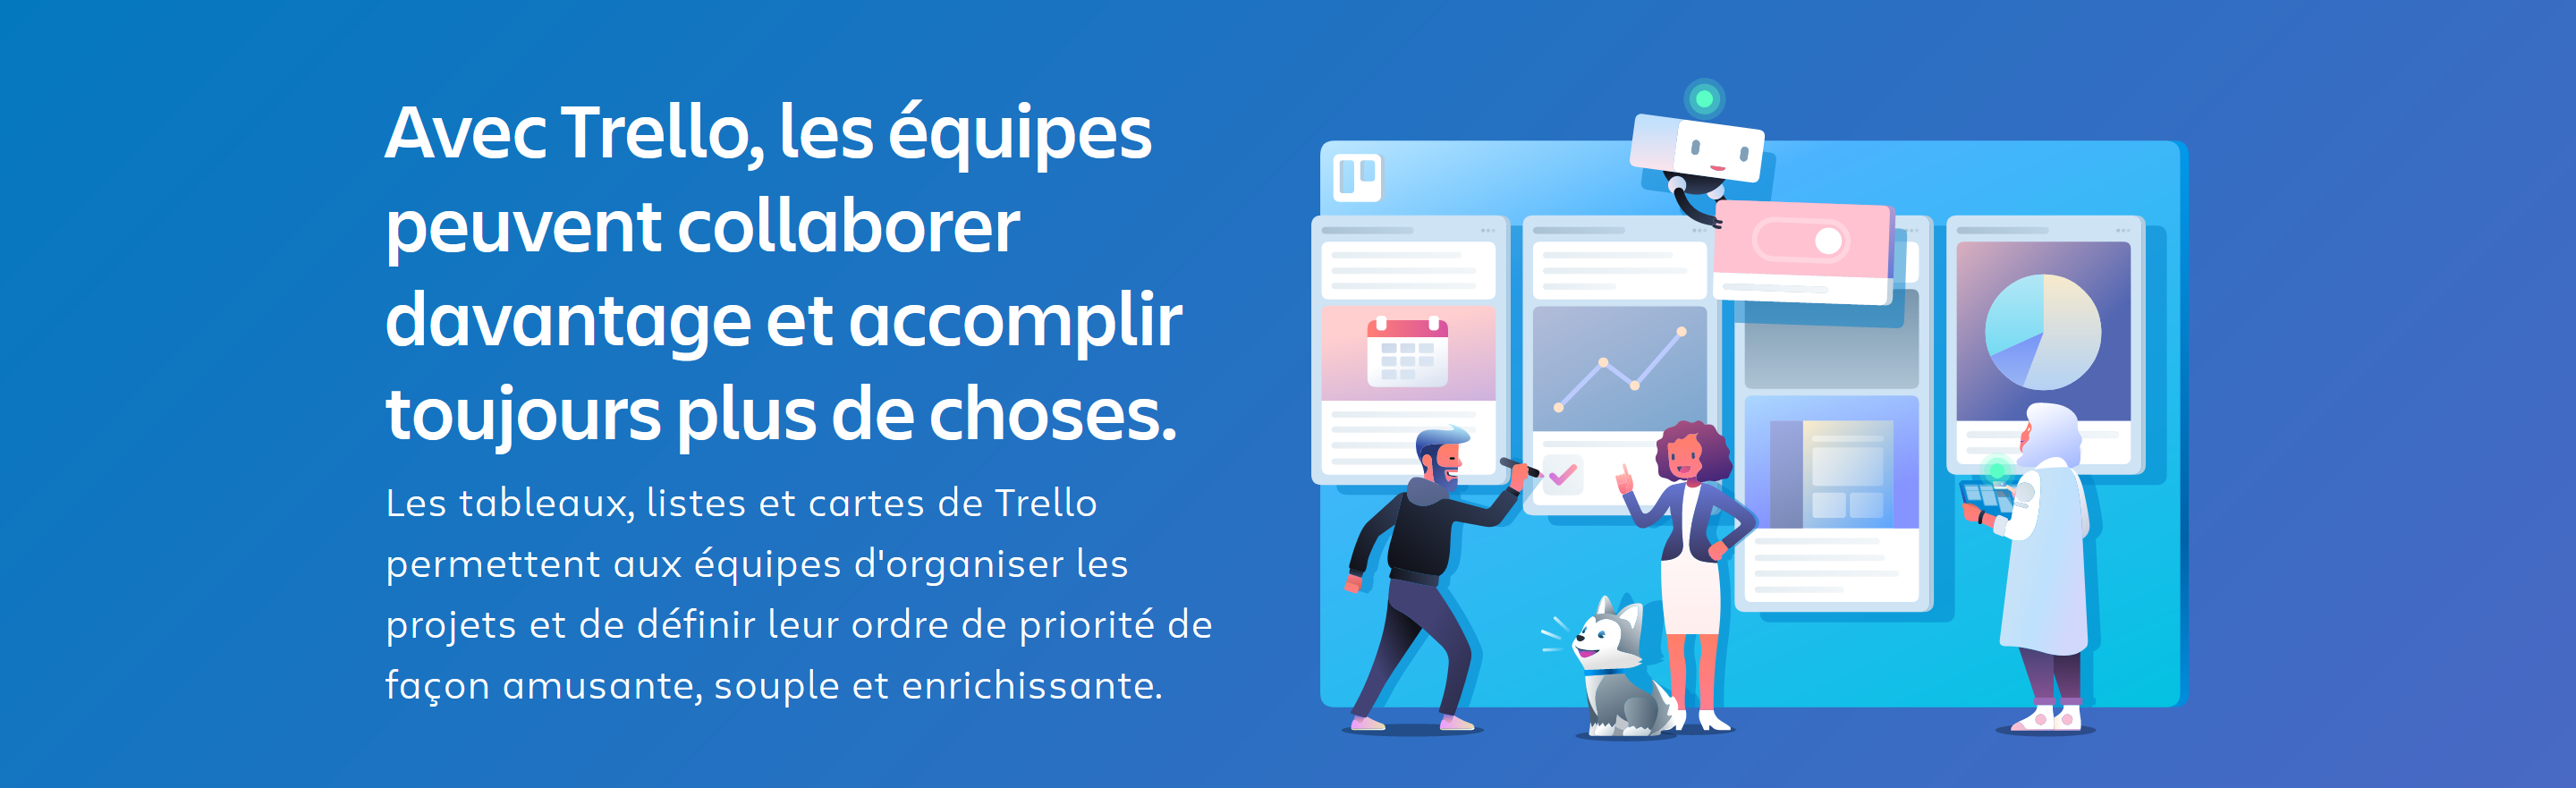 Avec Trello, les équipes
peuvent collaborer
davantage et accomplir
toujours plus de choses.
Les tableaux, listes et cartes de Trello
permettent aux équipes d'organiser les
projets et de définir leur ordre de priorité de
façon amusante, souple et enrichissante.